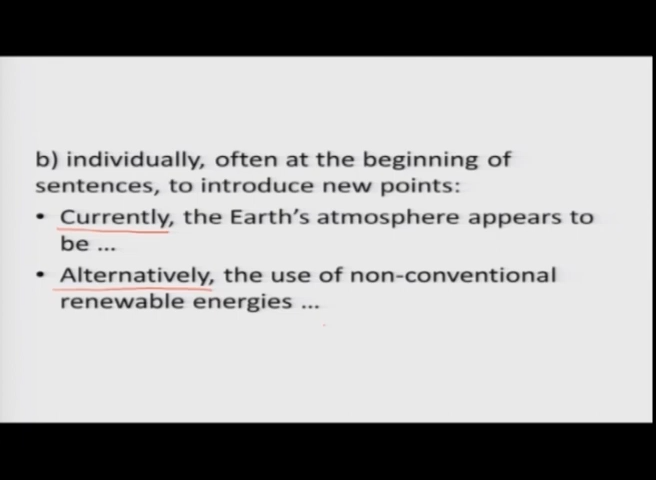 b) individually, often at the beginning of
sentences, to introduce new points:
• Currently, the Earth's atmosphere appears to
be ...
• Alternatively, the use of non-conventional
renewable energies ...